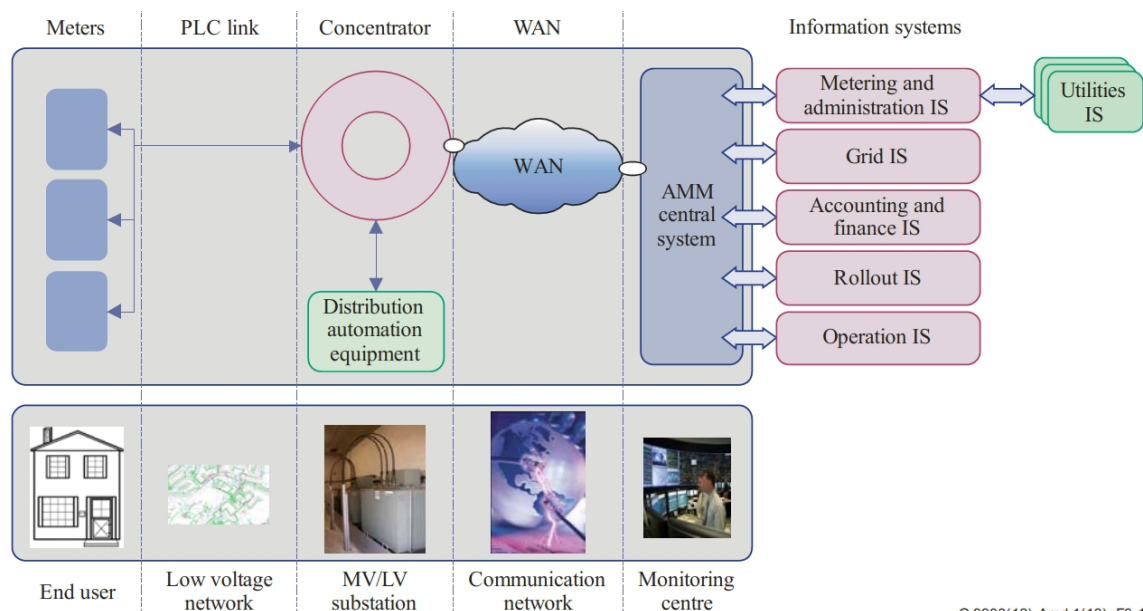 Meters
PLC link
Concentrator
WAN
Information systems
WAN
AMM
central
system
Metering and
administration IS
Utilities
IS
Grid IS
Accounting and
finance IS
Rollout IS
Operation IS
Distribution
automation
equipment
End user
Low voltage
network
MV/LV
substation
Communication
network
Monitoring
centre